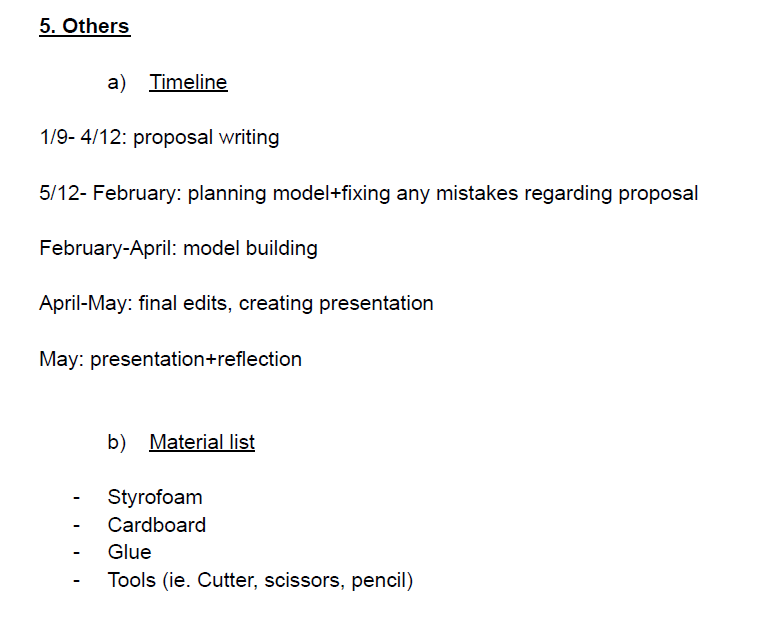 5. Others
a) Timeline
1/9- 4/12: proposal writing
5/12- February: planning model+fixing any mistakes regarding proposal
February-April: model building
April-May: final edits, creating presentation
May: presentation+reflection
b) Material list
- Styrofoam
- Cardboard
- Glue
- Tools (ie. Cutter, scissors, pencil)